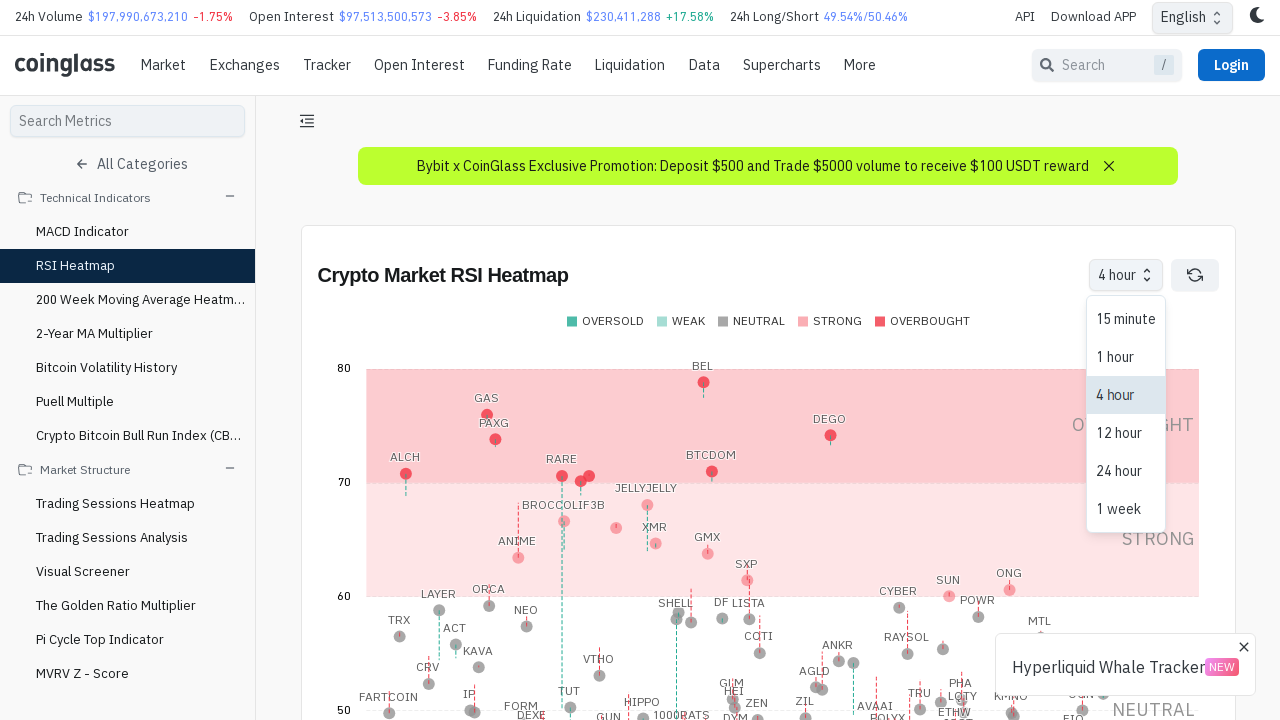 24h Volume $197,990,673,210 -1.75% Open Interest $97,513,500,573 -3.85% 24h Liquidation $230,411,288 +17.58% 24h Long/Short 49.54%/50.46% API Download APP English
coinglass Market Exchanges Tracker Open Interest Funding Rate Liquidation Data Supercharts More Search / Login
Search Metrics
All Categories
Technical Indicators
MACD Indicator
RSI Heatmap
200 Week Moving Average Heatm...
2-Year MA Multiplier
Bitcoin Volatility History
Puell Multiple
Crypto Bitcoin Bull Run Index (CB...
Market Structure
Trading Sessions Heatmap
Trading Sessions Analysis
Visual Screener
The Golden Ratio Multiplier
Pi Cycle Top Indicator
MVRV Z - Score
Bybit x CoinGlass Exclusive Promotion: Deposit $500 and Trade $5000 volume to receive $100 USDT reward
Crypto Market RSI Heatmap
4 hour
15 minute
1 hour
4 hour
12 hour
24 hour
1 week
OVERSOLD WEAK NEUTRAL STRONG OVERBOUGHT
80
BEL
GAS
PAXG
DEGO
ALCH
RARE
BTCDOM
70
JELLYJELLY
BROCCOLIF3B
XMR
ANIME
GMX
STRONG
SXP
ONG
SUN
ORCA
CYBER
LAYER
60
POWR
SHELL
DF
LISTA
NEO
TRX
MTL
ACT
COTI
RAYSOL
ANKR
KAVA
VTHO
CRV
AGLD
Hyperliquid Whale Tracker NEW
GLM
PHA
HEI
TUT
IP
TRU
LQTY
FARTCOIN
HIPPO
ZEN
ZIL
KMNO
FORM
AVAAI
50
NEUTRAL
DEXE
GUN
1000RATS
DYM
POLYX
ETHW
FIO